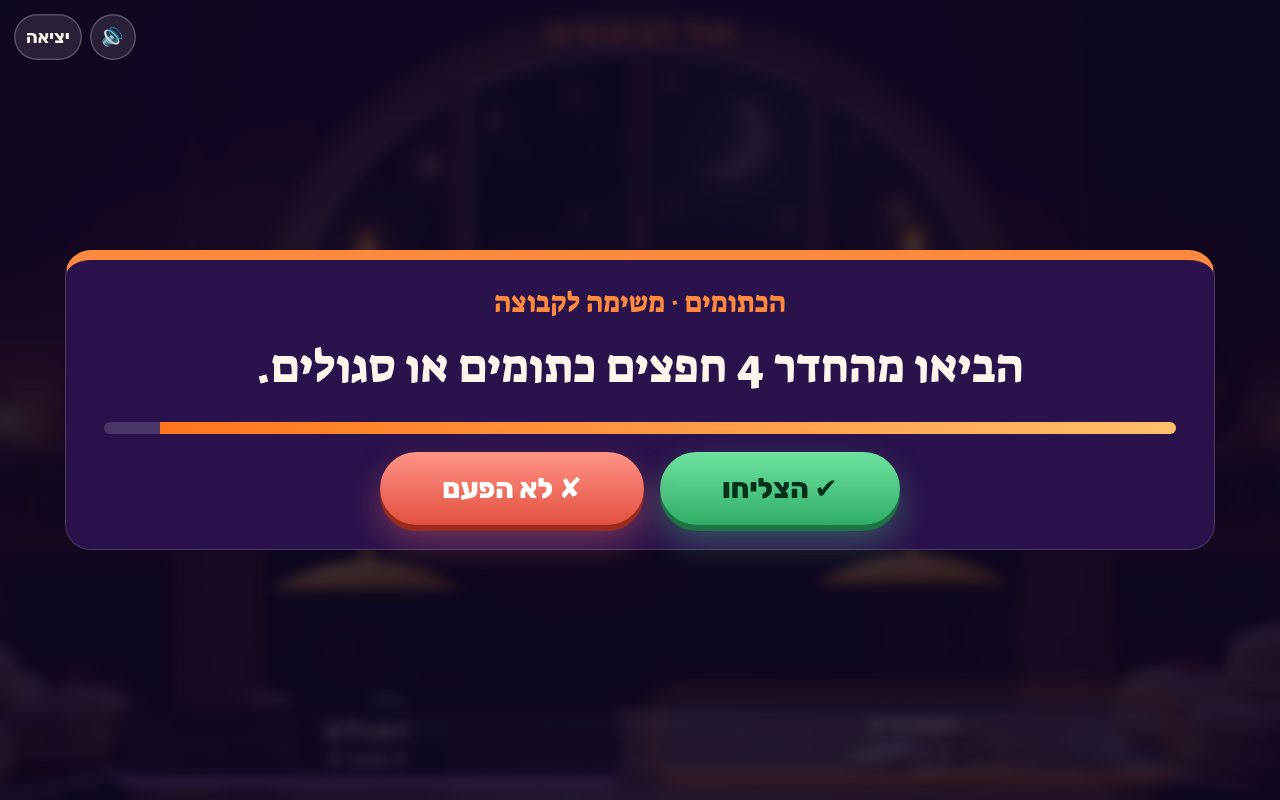 יציאה
הכתומים · משימה לקבוצה
הביאו מהחדר 4 חפצים כתומים או סגולים.
✔ הצליחו
✘ לא הפעם